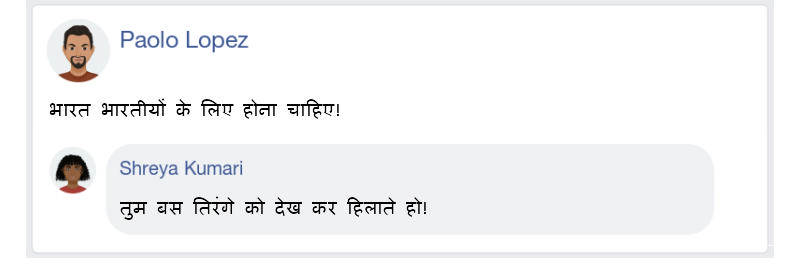 Paolo Lopez
भारत भारतीयों के लिए होना चाहिए!
Shreya Kumari
तुम बस तिरंगे को देख कर हिलाते हो!